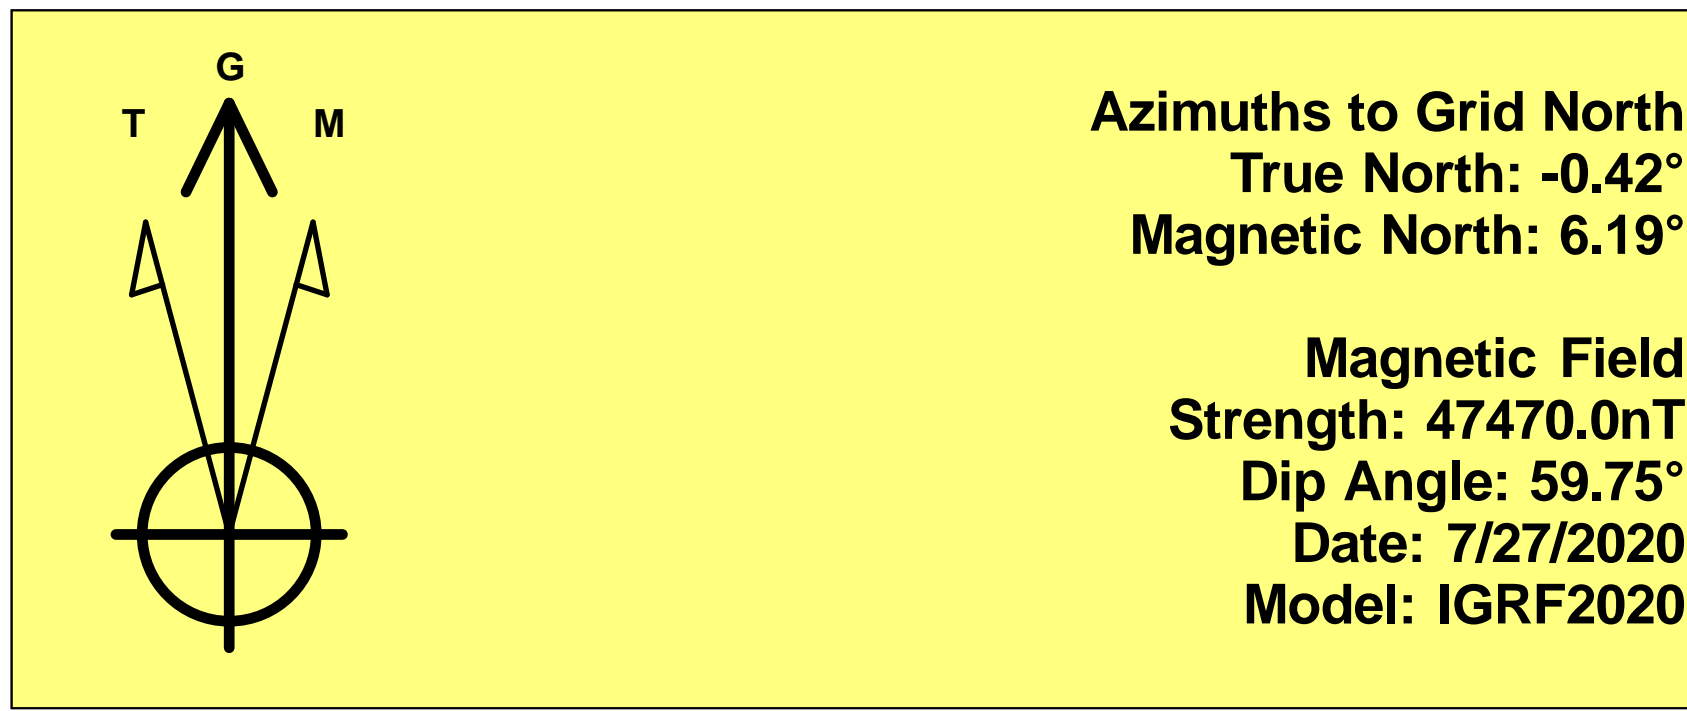 G
T M
Azimuths to Grid North
True North: -0.42°
Magnetic North: 6.19°
Magnetic Field
Strength: 47470.0nT
Dip Angle: 59.75°
Date: 7/27/2020
Model: IGRF2020